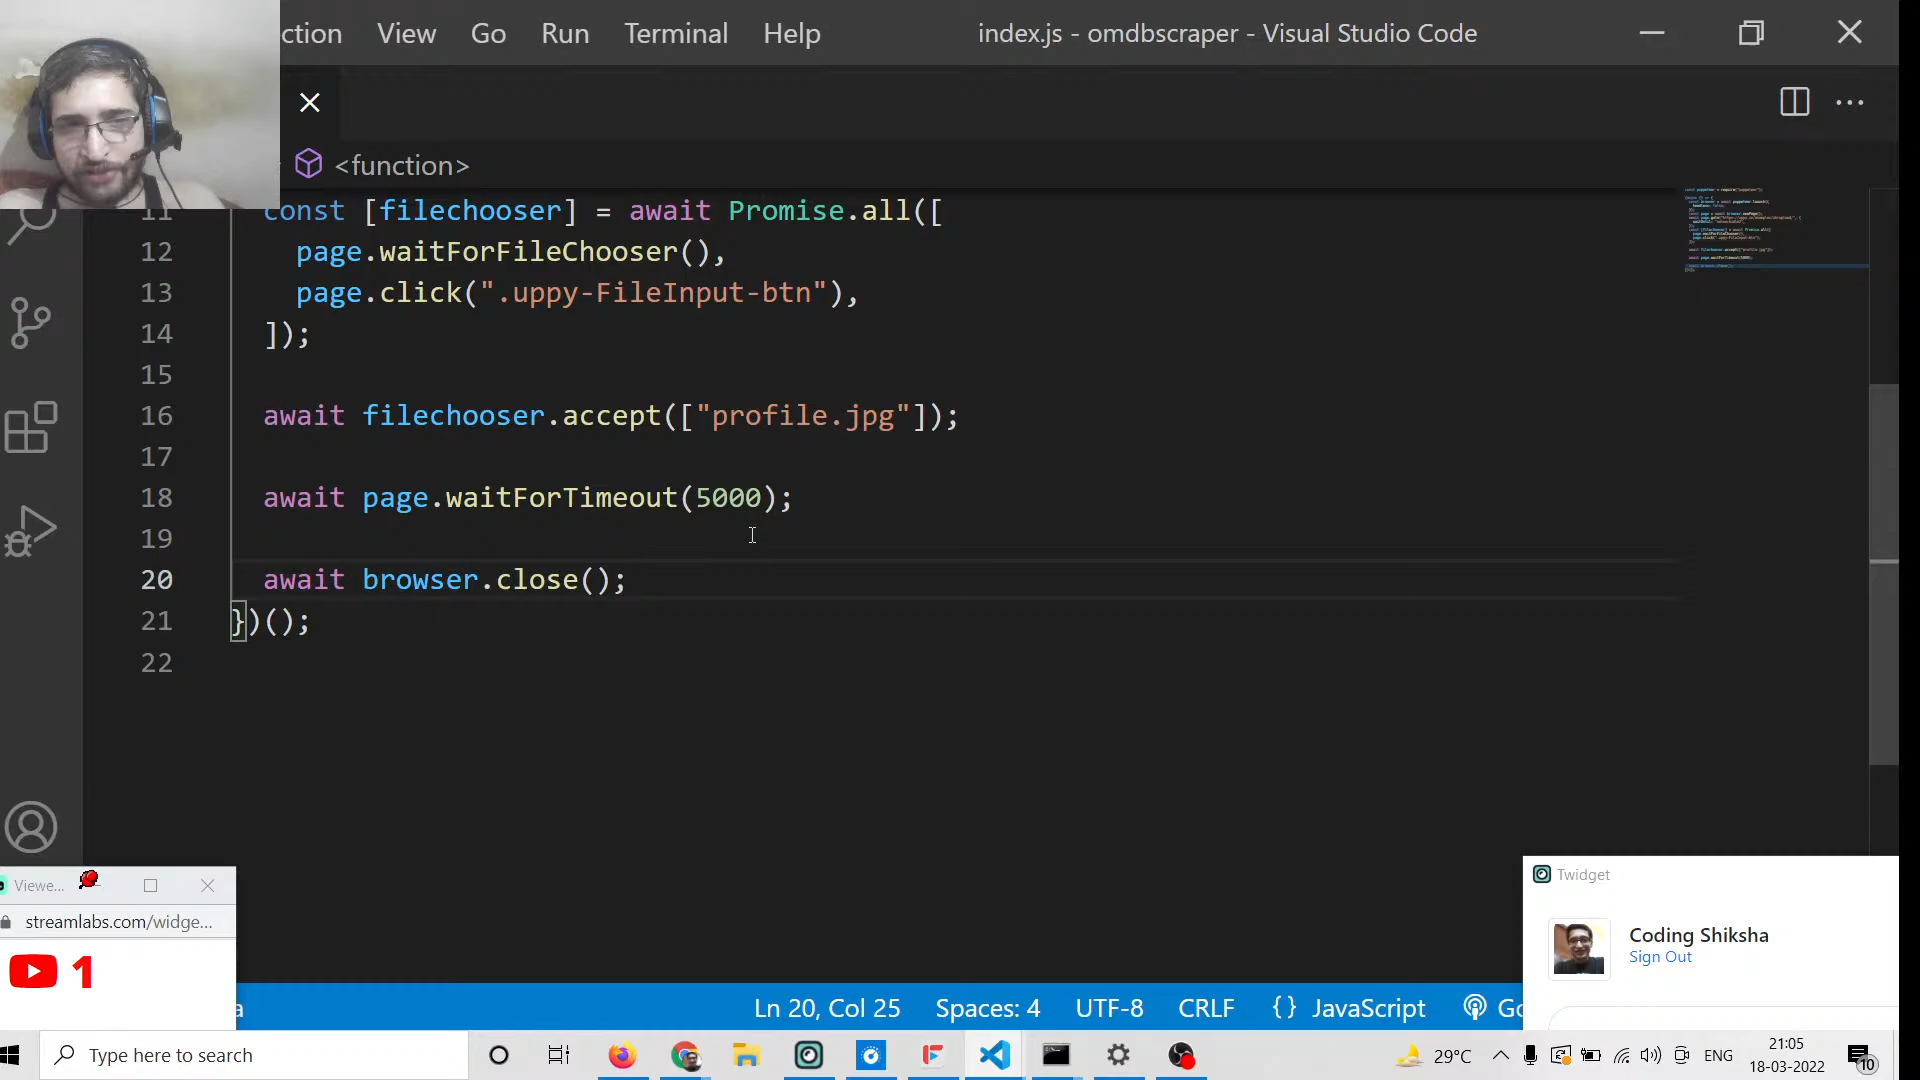 ction View Go Run Terminal Help index.js - omdbscraper - Visual Studio Code
<function>
11 const [filechooser] = await Promise.all([
12 page.waitForFileChooser(),
13 page.click(".uppy-FileInput-btn"),
14 ]);
15
16 await filechooser.accept(["profile.jpg"]);
17
18 await page.waitForTimeout(5000);
19
20 await browser.close();
21 })();
22
Viewe...
streamlabs.com/widge...
1
Twidget
Coding Shiksha
Sign Out
a Ln 20, Col 25 Spaces: 4 UTF-8 CRLF {} JavaScript Go
Type here to search 29°C ENG 21:05
18-03-2022 10